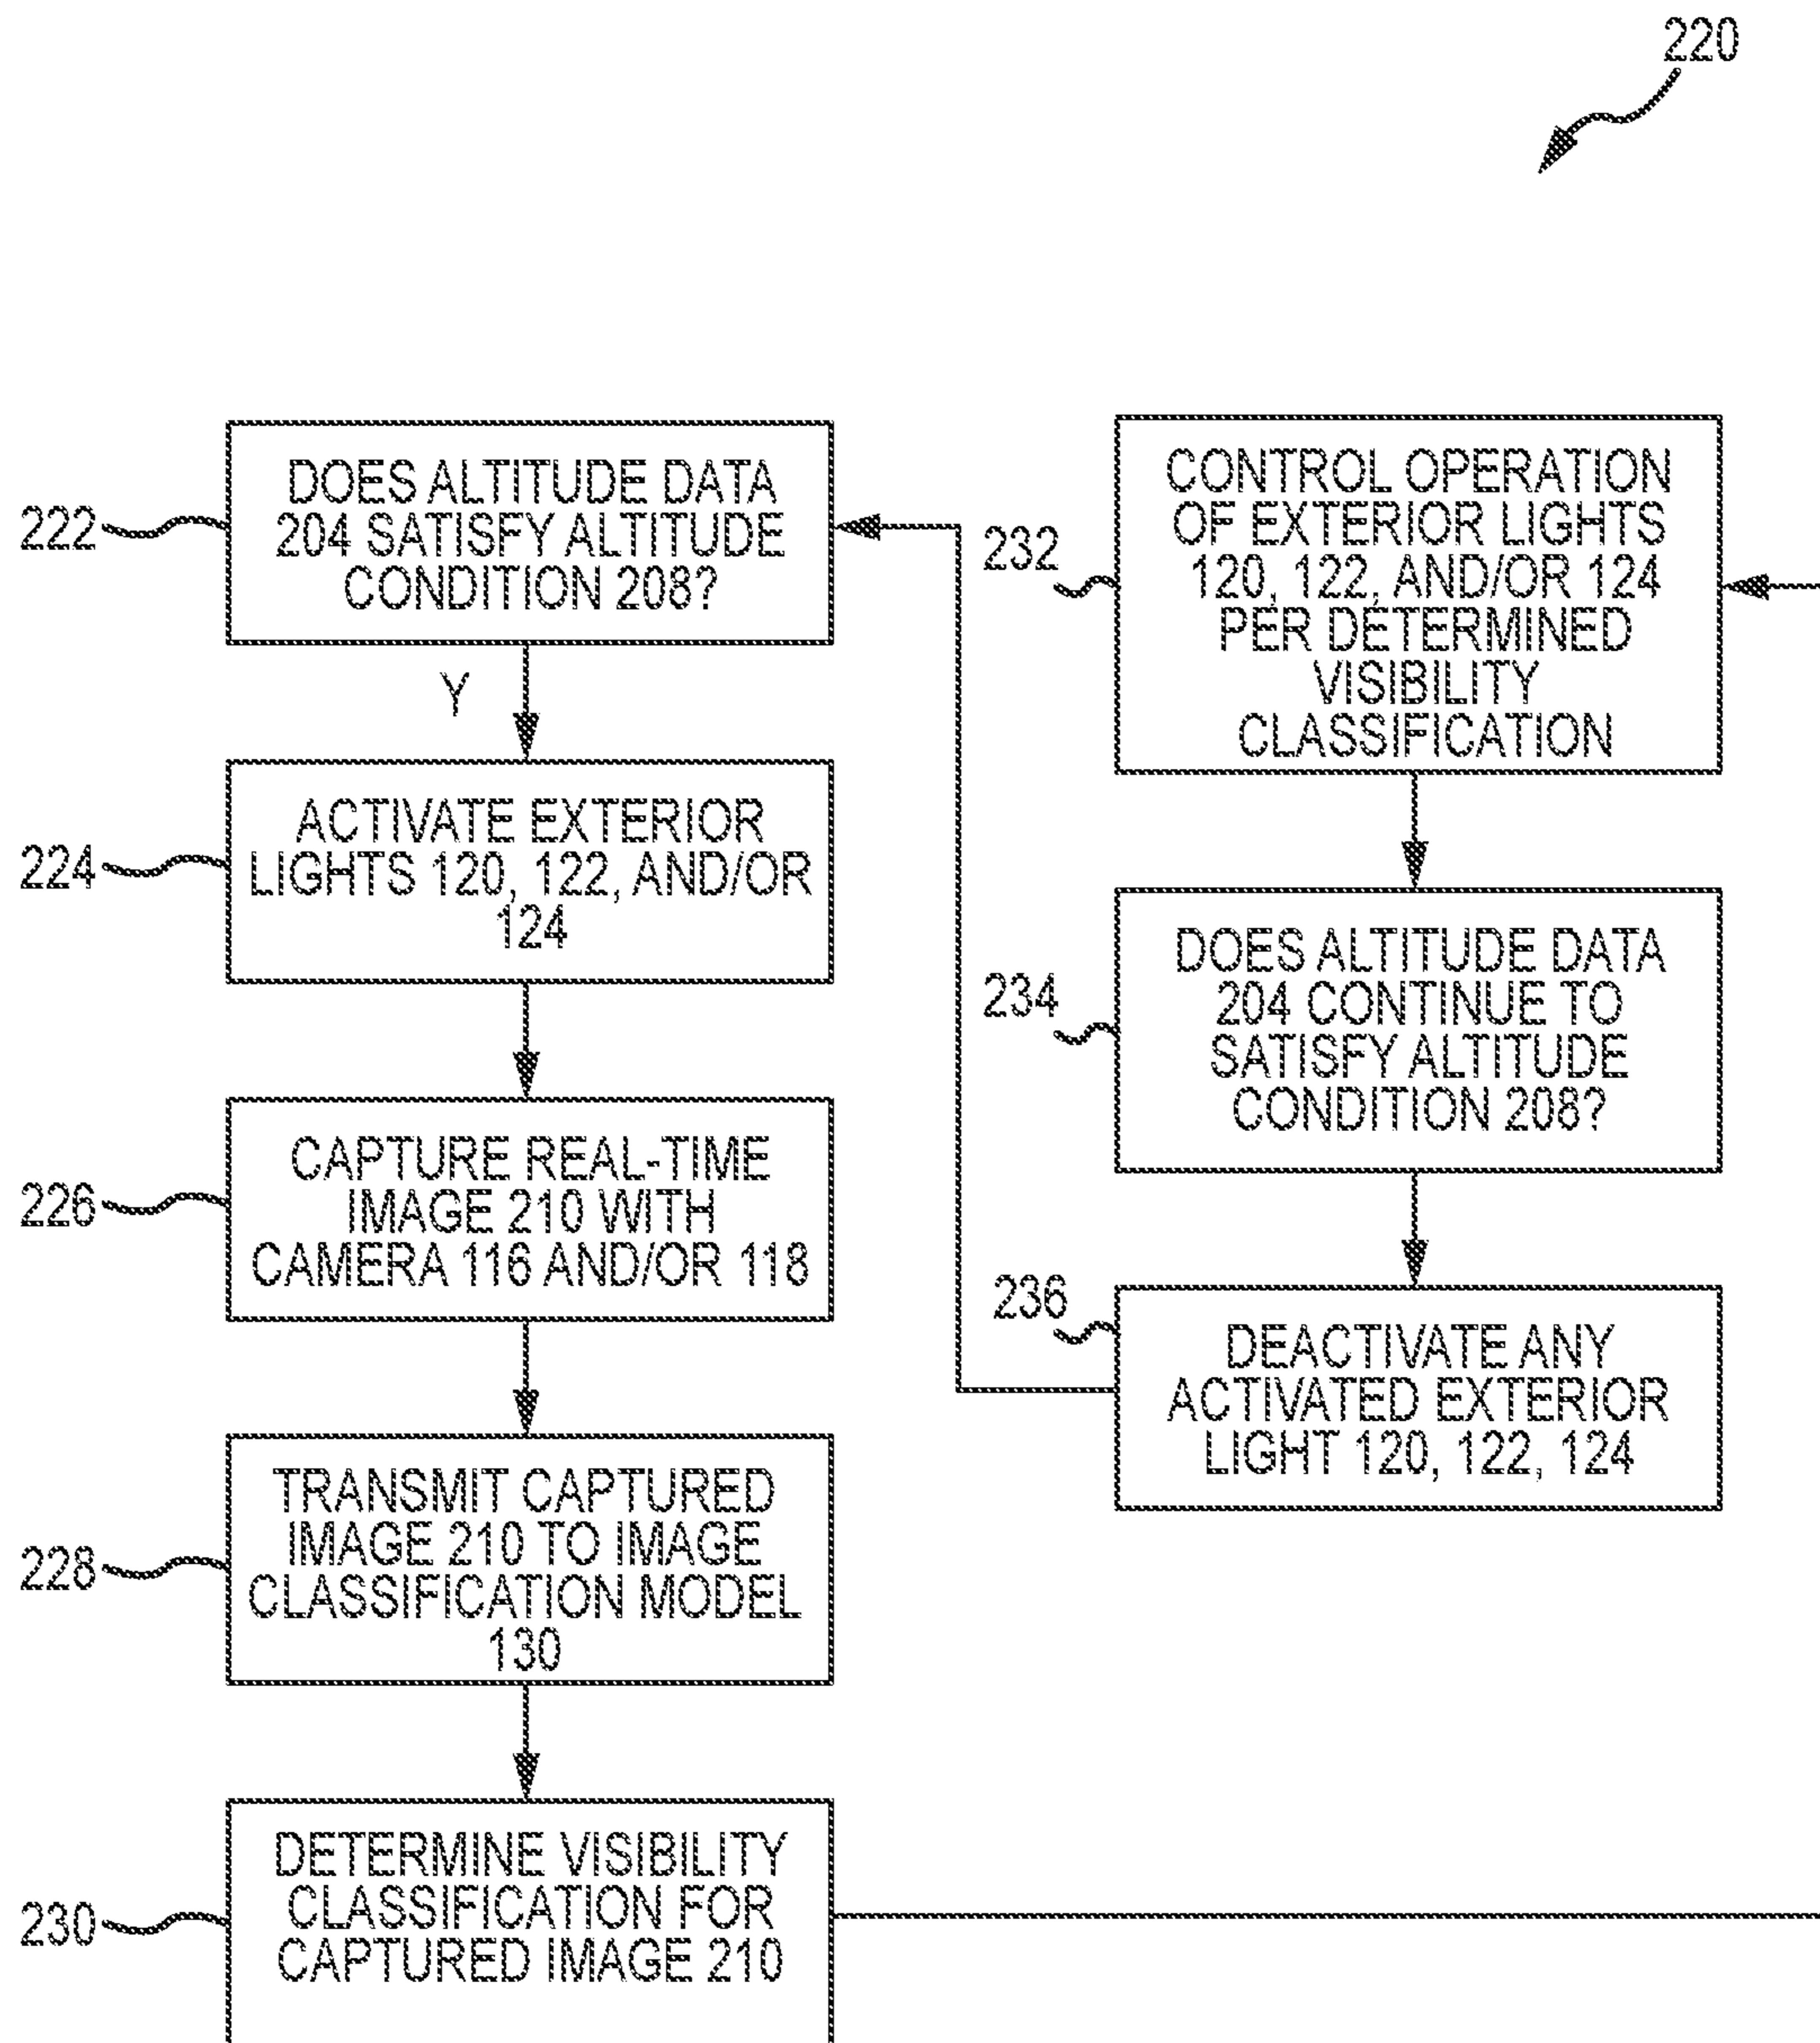 220
222
DOES ALTITUDE DATA
204 SATISFY ALTITUDE
CONDITION 208?
Y
224
ACTIVATE EXTERIOR
LIGHTS 120, 122, AND/OR
124
226
CAPTURE REAL-TIME
IMAGE 210 WITH
CAMERA 116 AND/OR 118
228
TRANSMIT CAPTURED
IMAGE 210 TO IMAGE
CLASSIFICATION MODEL
130
230
DETERMINE VISIBILITY
CLASSIFICATION FOR
CAPTURED IMAGE 210
232
CONTROL OPERATION
OF EXTERIOR LIGHTS
120, 122, AND/OR 124
PER DETERMINED
VISIBILITY
CLASSIFICATION
234
DOES ALTITUDE DATA
204 CONTINUE TO
SATISFY ALTITUDE
CONDITION 208?
236
DEACTIVATE ANY
ACTIVATED EXTERIOR
LIGHT 120, 122, 124